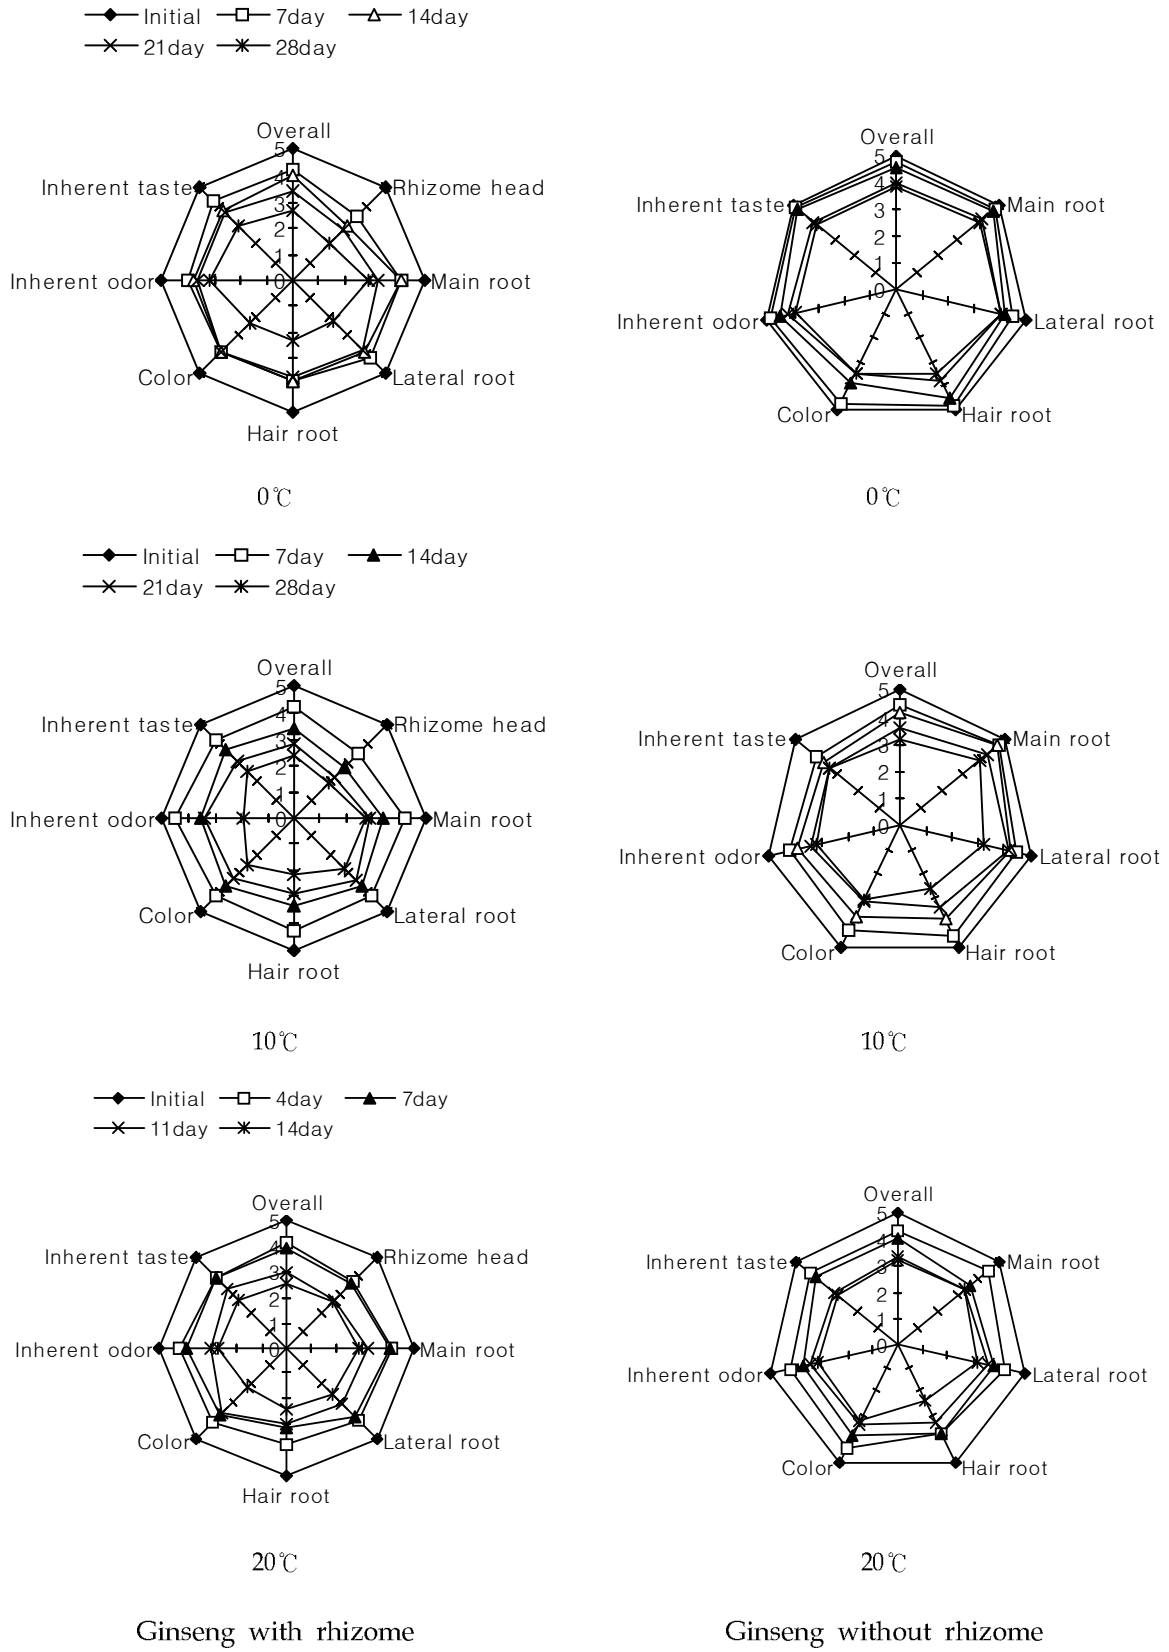 Initial 7day 14day
21day 28day
Overall
5
4
3
2
1
0
Inherent taste
Rhizome head
Inherent odor
Main root
Color
Lateral root
Hair root
0℃
Overall
5
4
3
2
1
0
Inherent taste
Main root
Inherent odor
Lateral root
Color
Hair root
0℃
Initial 7day 14day
21day 28day
Overall
5
4
3
2
1
0
Inherent taste
Rhizome head
Inherent odor
Main root
Color
Lateral root
Hair root
10℃
Overall
5
4
3
2
1
0
Inherent taste
Main root
Inherent odor
Lateral root
Color
Hair root
10℃
Initial 4day 7day
11day 14day
Overall
5
4
3
2
1
0
Inherent taste
Rhizome head
Inherent odor
Main root
Color
Lateral root
Hair root
20℃
Overall
5
4
3
2
1
0
Inherent taste
Main root
Inherent odor
Lateral root
Color
Hair root
20℃
Ginseng with rhizome
Ginseng without rhizome